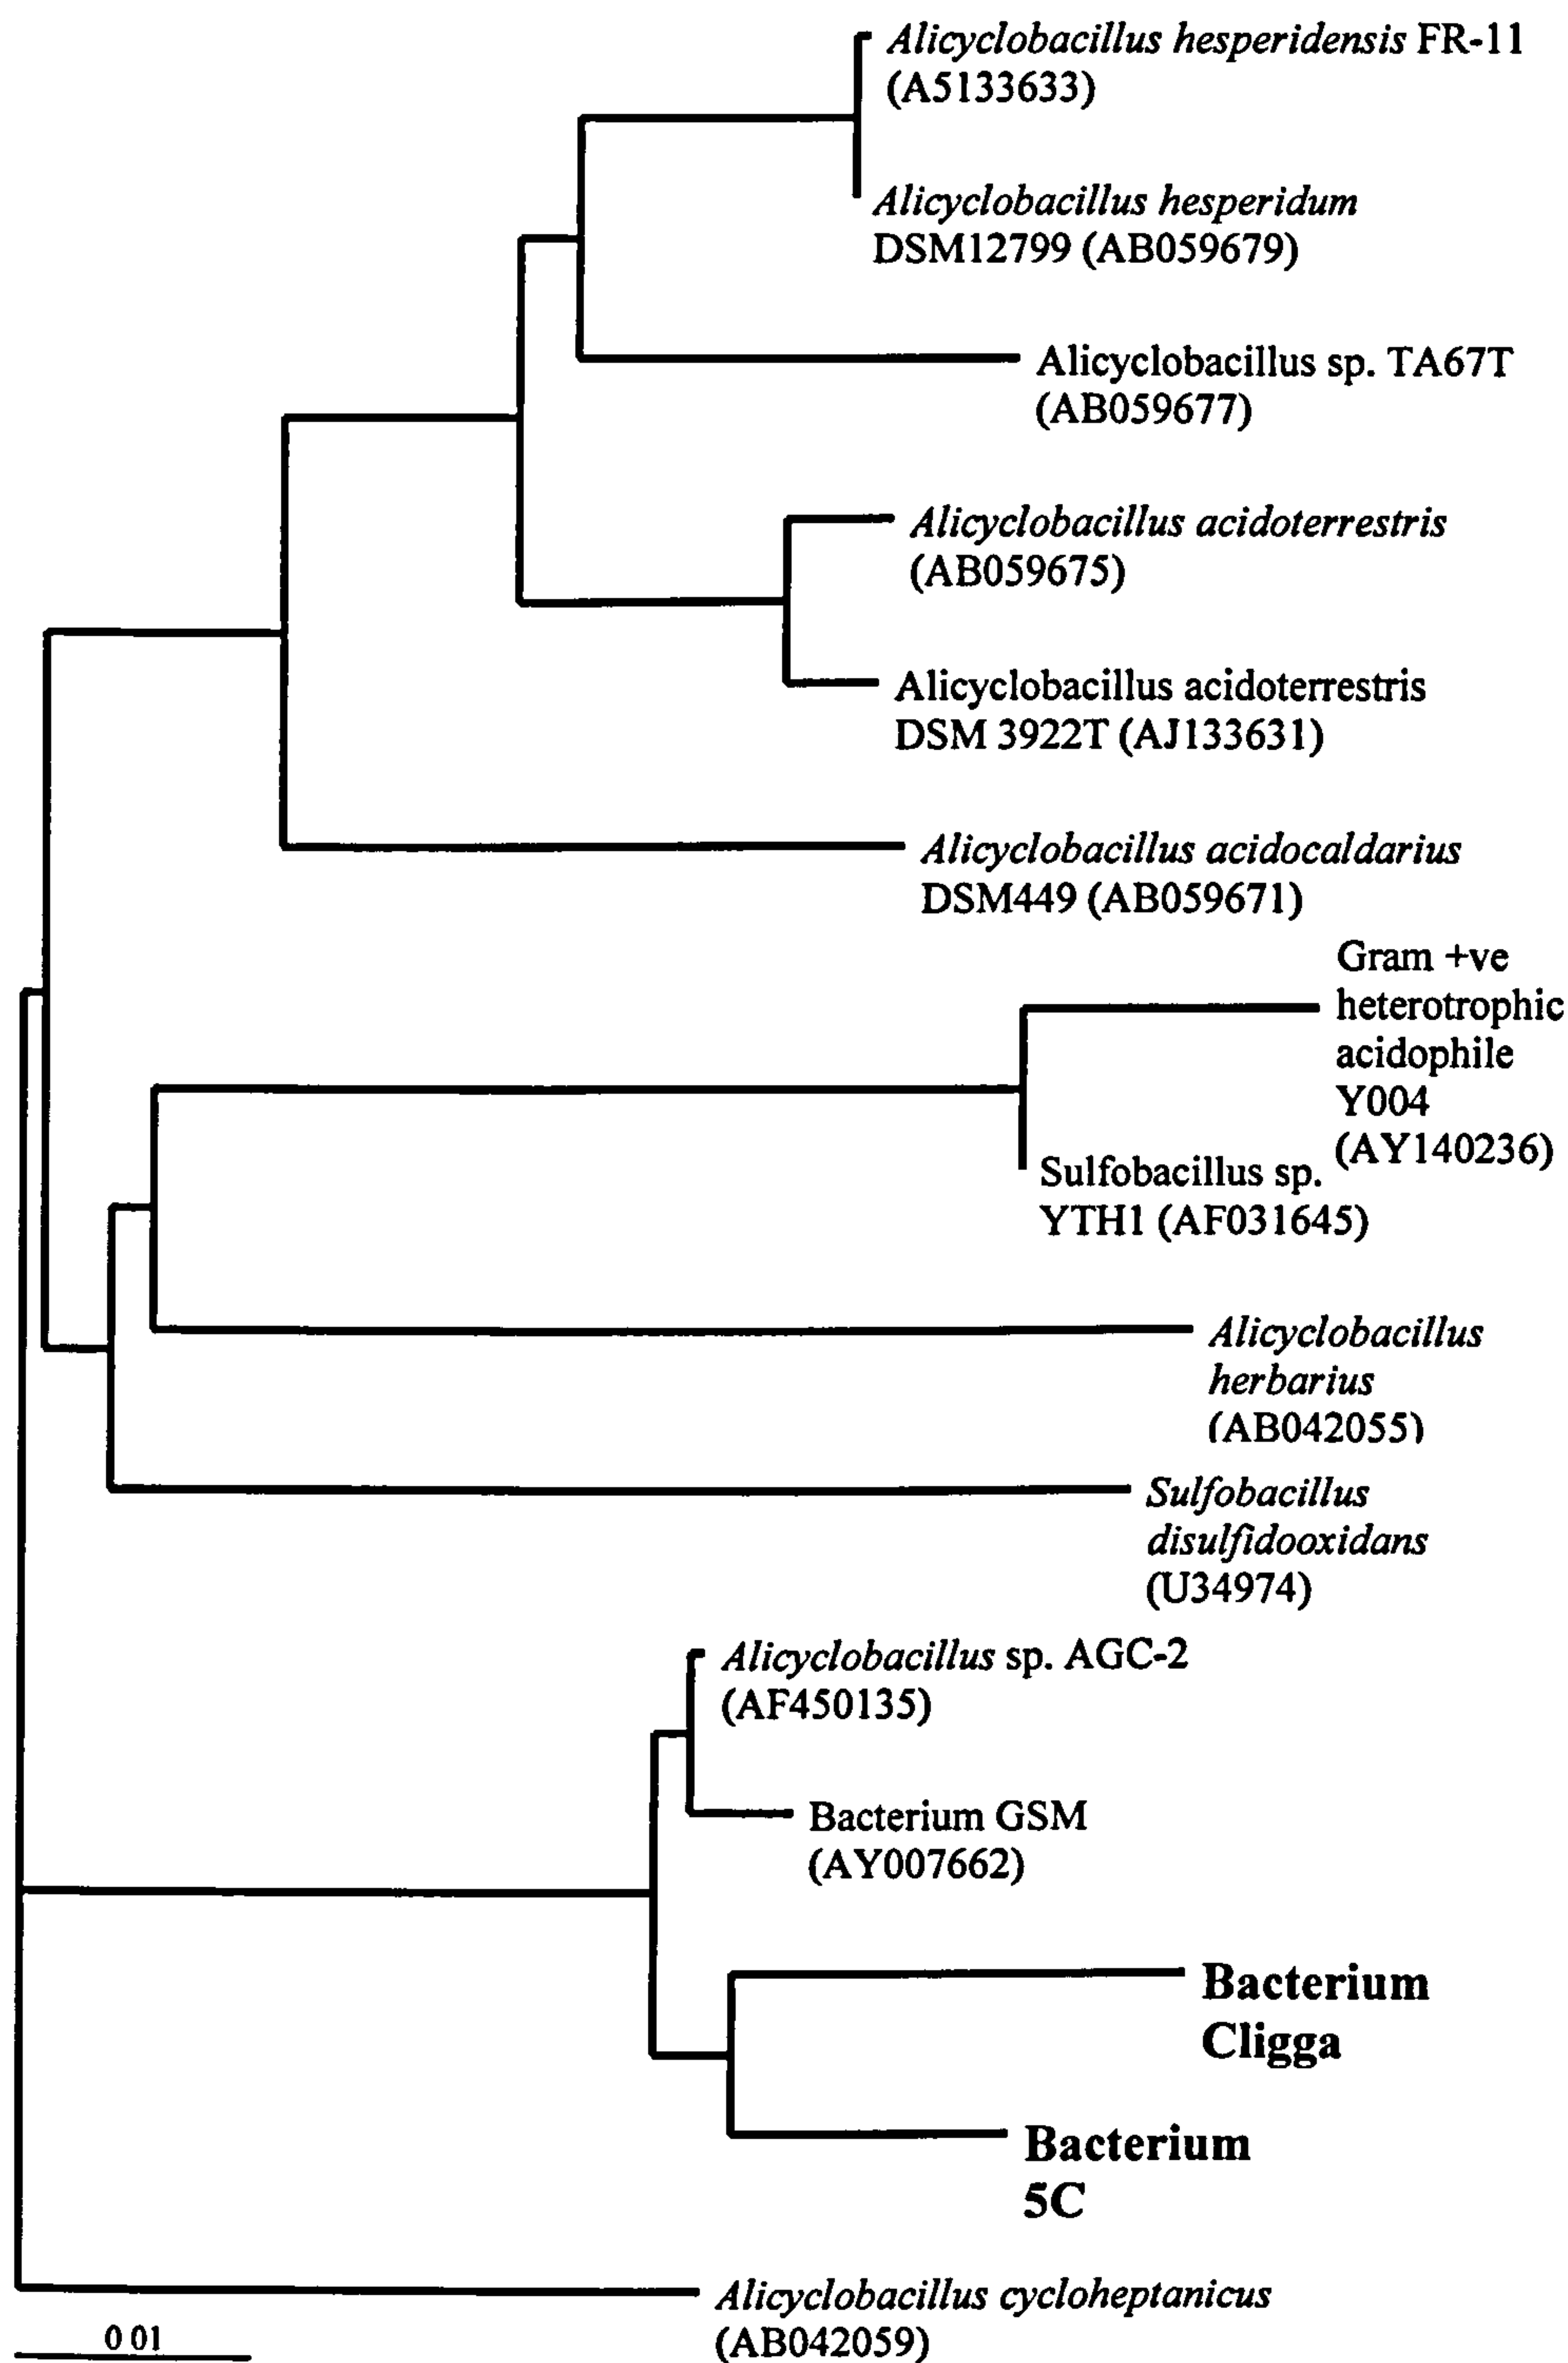 Alicyclobacillus hesperidensis FR-11
(A5133633)
Alicyclobacillus hesperidum
DSM12799 (AB059679)
Alicyclobacillus sp. TA67T
(AB059677)
Alicyclobacillus acidoterrestris
(AB059675)
Alicyclobacillus acidoterrestris
DSM 3922T (AJ133631)
Alicyclobacillus acidocaldarius
DSM449 (AB059671)
Gram +ve
heterotrophic
acidophile
Y004
(AY140236)
Sulfobacillus sp.
YTH1 (AF031645)
Alicyclobacillus
herbarius
(AB042055)
Sulfobacillus
disulfidooxidans
(U34974)
Alicyclobacillus sp. AGC-2
(AF450135)
Bacterium GSM
(AY007662)
Bacterium
Cligga
Bacterium
5C
Alicyclobacillus cycloheptanicus
(AB042059)
0 01